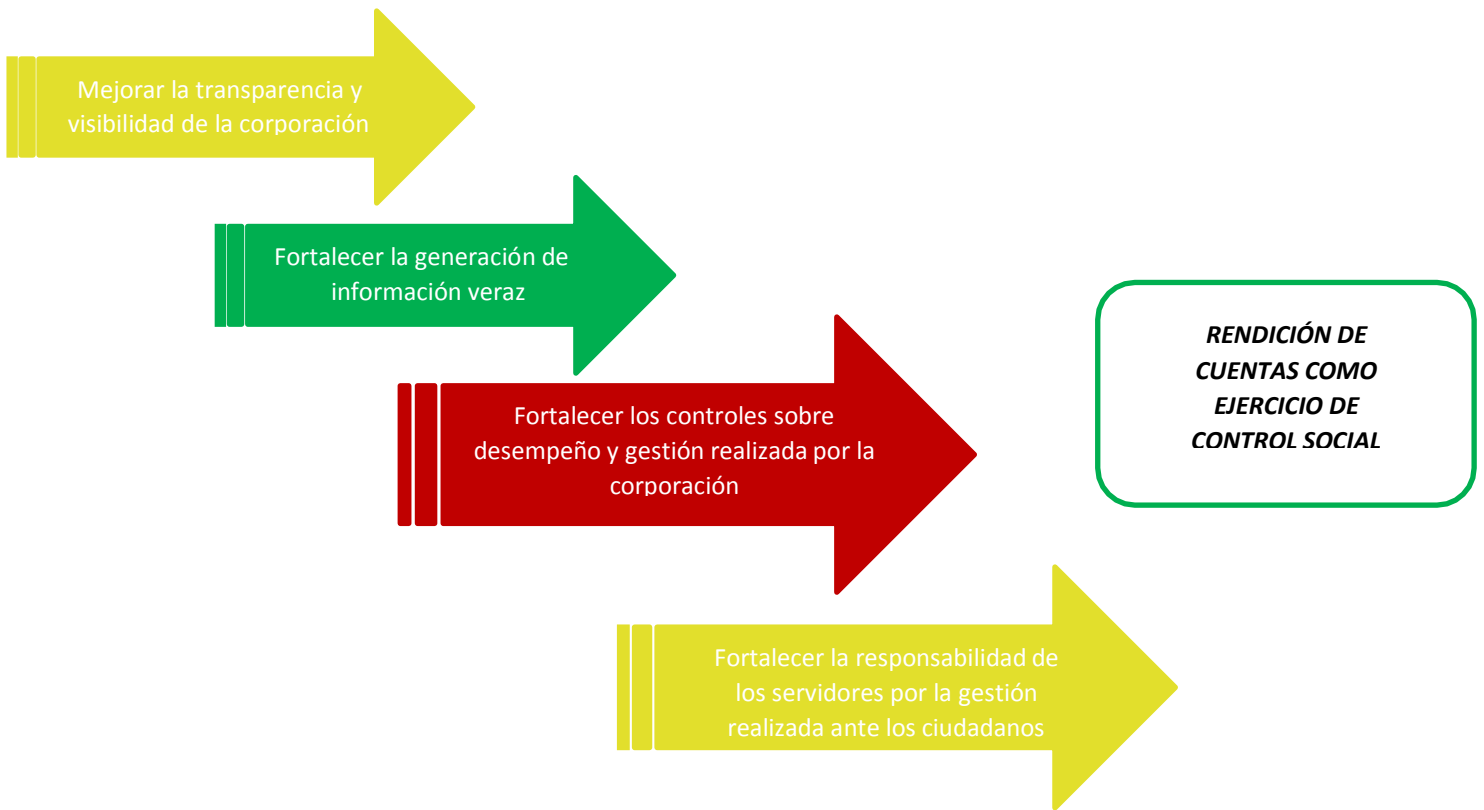 Mejorar la transparencia y
visibilidad de la corporación
Fortalecer la generación de
información veraz
Fortalecer los controles sobre
desempeño y gestión realizada por la
corporación
Fortalecer la responsabilidad de
los servidores por la gestión
realizada ante los ciudadanos
RENDICIÓN DE
CUENTAS COMO
EJERCICIO DE
CONTROL SOCIAL